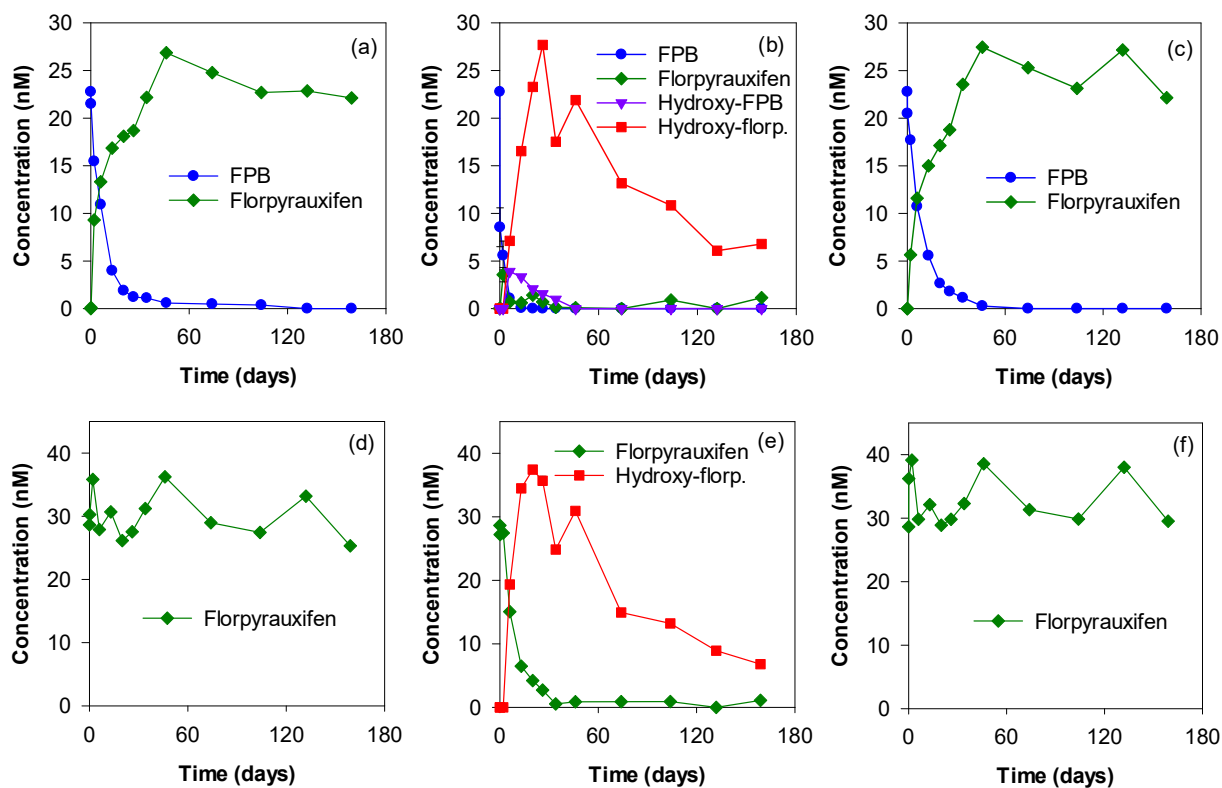 30
25
20
15
10
5
0
Concentration (nM)
(a)
FPB
Florpyrauxifen
0 60 120 180
Time (days)
30
25
20
15
10
5
0
Concentration (nM)
(b)
FPB
Florpyrauxifen
Hydroxy-FPB
Hydroxy-florp.
0 60 120 180
Time (days)
30
25
20
15
10
5
0
Concentration (nM)
(c)
FPB
Florpyrauxifen
0 60 120 180
Time (days)
40
30
20
10
0
Concentration (nM)
(d)
Florpyrauxifen
0 60 120 180
Time (days)
40
30
20
10
0
Concentration (nM)
(e)
Florpyrauxifen
Hydroxy-florp.
0 60 120 180
Time (days)
40
30
20
10
0
Concentration (nM)
(f)
Florpyrauxifen
0 60 120 180
Time (days)